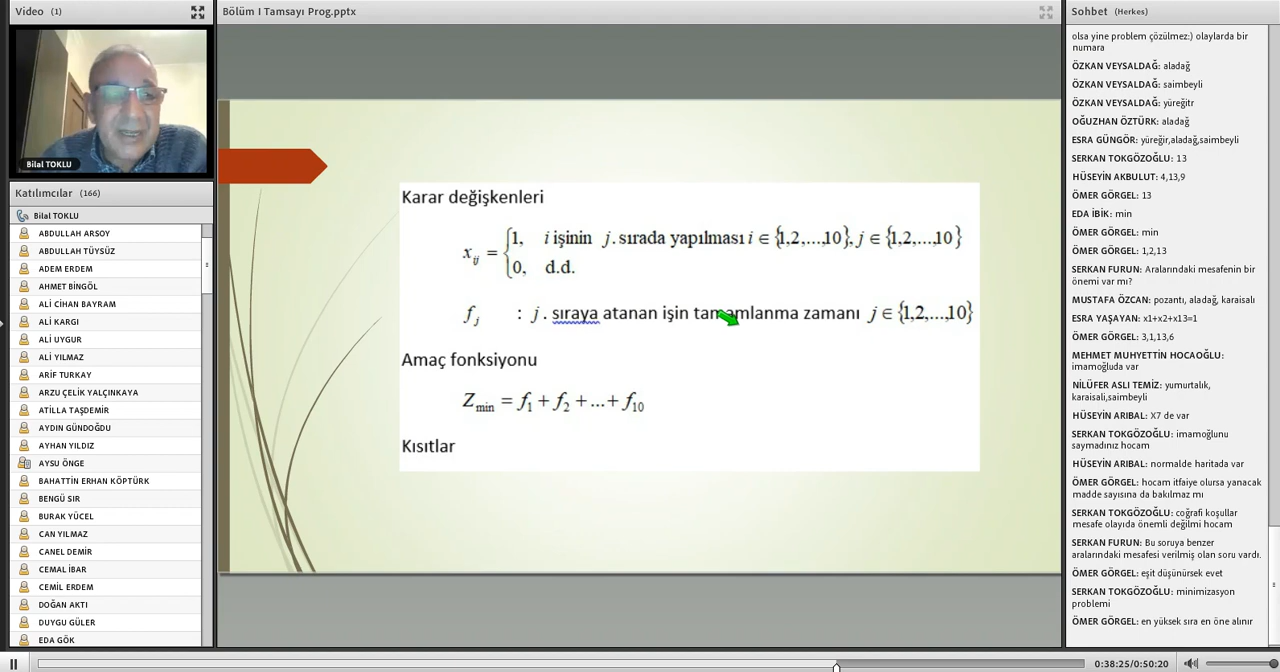 Video (1)
Bilal TOKLU
Katılımcılar (166)
Bilal TOKLU
ABDULLAH ARSOY
ABDULLAH TÜYSÜZ
ADEM ERDEM
AHMET BİNGÖL
ALİ CİHAN BAYRAM
ALİ KARGI
ALİ UYGUR
ALİ YILMAZ
ARİF TURKAY
ARZU ÇELİK YALÇINKAYA
ATİLLA TAŞDEMİR
AYDIN GÜNDOĞDU
AYHAN YILDIZ
AYSU ÖNGE
BAHATTİN ERHAN KÖPTÜRK
BENGÜ SIR
BURAK YÜCEL
CAN YILMAZ
CANEL DEMİR
CEMAL İBAR
CEMİL ERDEM
DOĞAN AKTI
DUYGU GÜLER
EDA GÖK
Bölüm I Tamsayı Prog.pptx
Karar değişkenleri
x_ij = {1, i işinin j. sırada yapılması i ∈ {1,2,...,10}, j ∈ {1,2,...,10}
0, d.d.
f_j : j. sıraya atanan işin tamamlanma zamanı j ∈ {1,2,...,10}
Amaç fonksiyonu
Z_min = f_1 + f_2 + ... + f_10
Kısıtlar
Sohbet (Herkes)
olsa yine problem çözülmez:) olaylarda bir
numara
ÖZKAN VEYSALDAĞ: aladağ
ÖZKAN VEYSALDAĞ: saimbeyli
ÖZKAN VEYSALDAĞ: yüreğitr
OĞUZHAN ÖZTÜRK: aladağ
ESRA GÜNGÖR: yüreğir,aladağ,saimbeyli
SERKAN TOKGÖZOĞLU: 13
HÜSEYİN AKBULUT: 4,13,9
ÖMER GÖRGEL: 13
EDA İBİK: min
ÖMER GÖRGEL: min
ÖMER GÖRGEL: 1,2,13
SERKAN FURUN: Aralarındaki mesafenin bir
önemi var mı?
MUSTAFA ÖZCAN: pozantı, aladağ, karaisalı
ESRA YAŞAYAN: x1+x2+x13=1
ÖMER GÖRGEL: 3,1,13,6
MEHMET MUHYETTİN HOCAOĞLU:
imamoğluda var
NİLÜFER ASLI TEMİZ: yumurtalık,
karaisali,saimbeyli
HÜSEYİN ARIBAL: X7 de var
SERKAN TOKGÖZOĞLU: imamoğlunu
saymadınız hocam
HÜSEYİN ARIBAL: normalde haritada var
ÖMER GÖRGEL: hocam itfaiye olursa yanacak
madde sayısına da bakılmaz mı
SERKAN TOKGÖZOĞLU: coğrafi koşullar
mesafe olayıda önemli değilmi hocam
SERKAN FURUN: Bu soruya benzer
aralarındaki mesafesi verilmiş olan soru vardı.
ÖMER GÖRGEL: eşit düşünürsek evet
SERKAN TOKGÖZOĞLU: minimizasyon
problemi
ÖMER GÖRGEL: en yüksek sıra en öne alınır
0:38:25/0:50:20